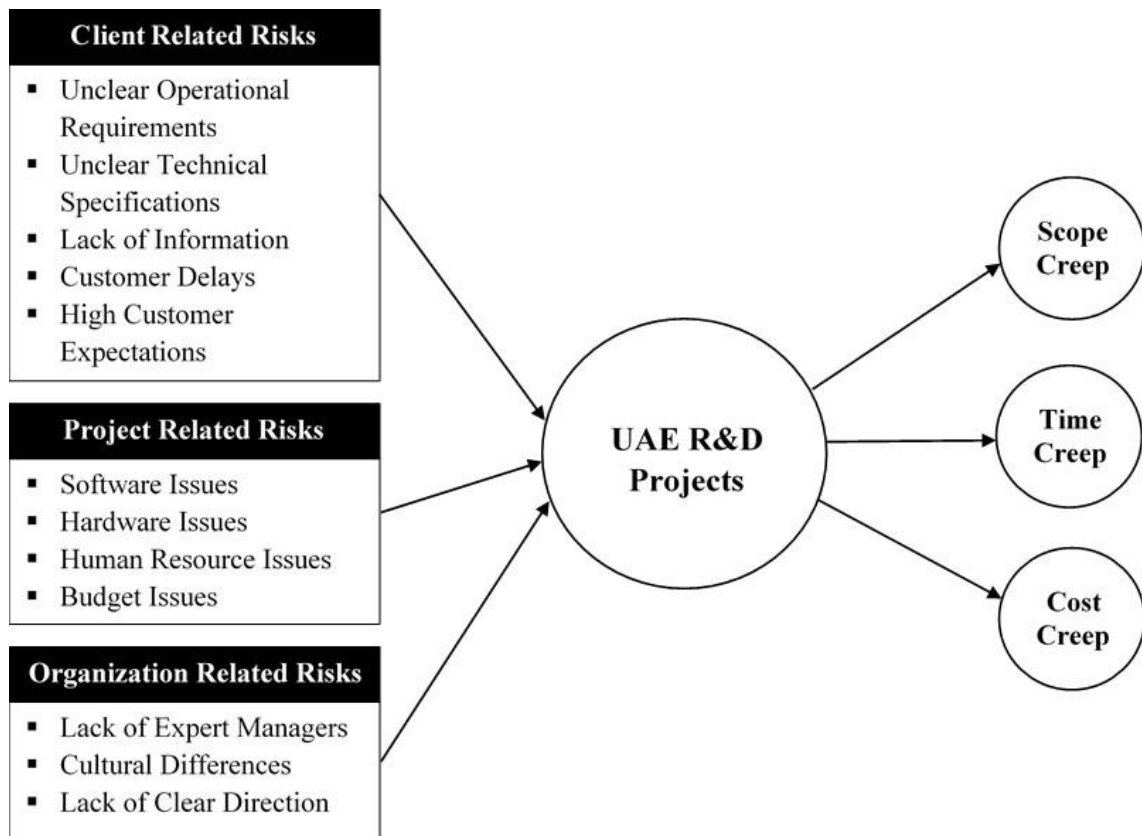 Client Related Risks
▪ Unclear Operational
Requirements
▪ Unclear Technical
Specifications
▪ Lack of Information
▪ Customer Delays
▪ High Customer
Expectations
Project Related Risks
▪ Software Issues
▪ Hardware Issues
▪ Human Resource Issues
▪ Budget Issues
Organization Related Risks
▪ Lack of Expert Managers
▪ Cultural Differences
▪ Lack of Clear Direction
UAE R&D
Projects
Scope
Creep
Time
Creep
Cost
Creep